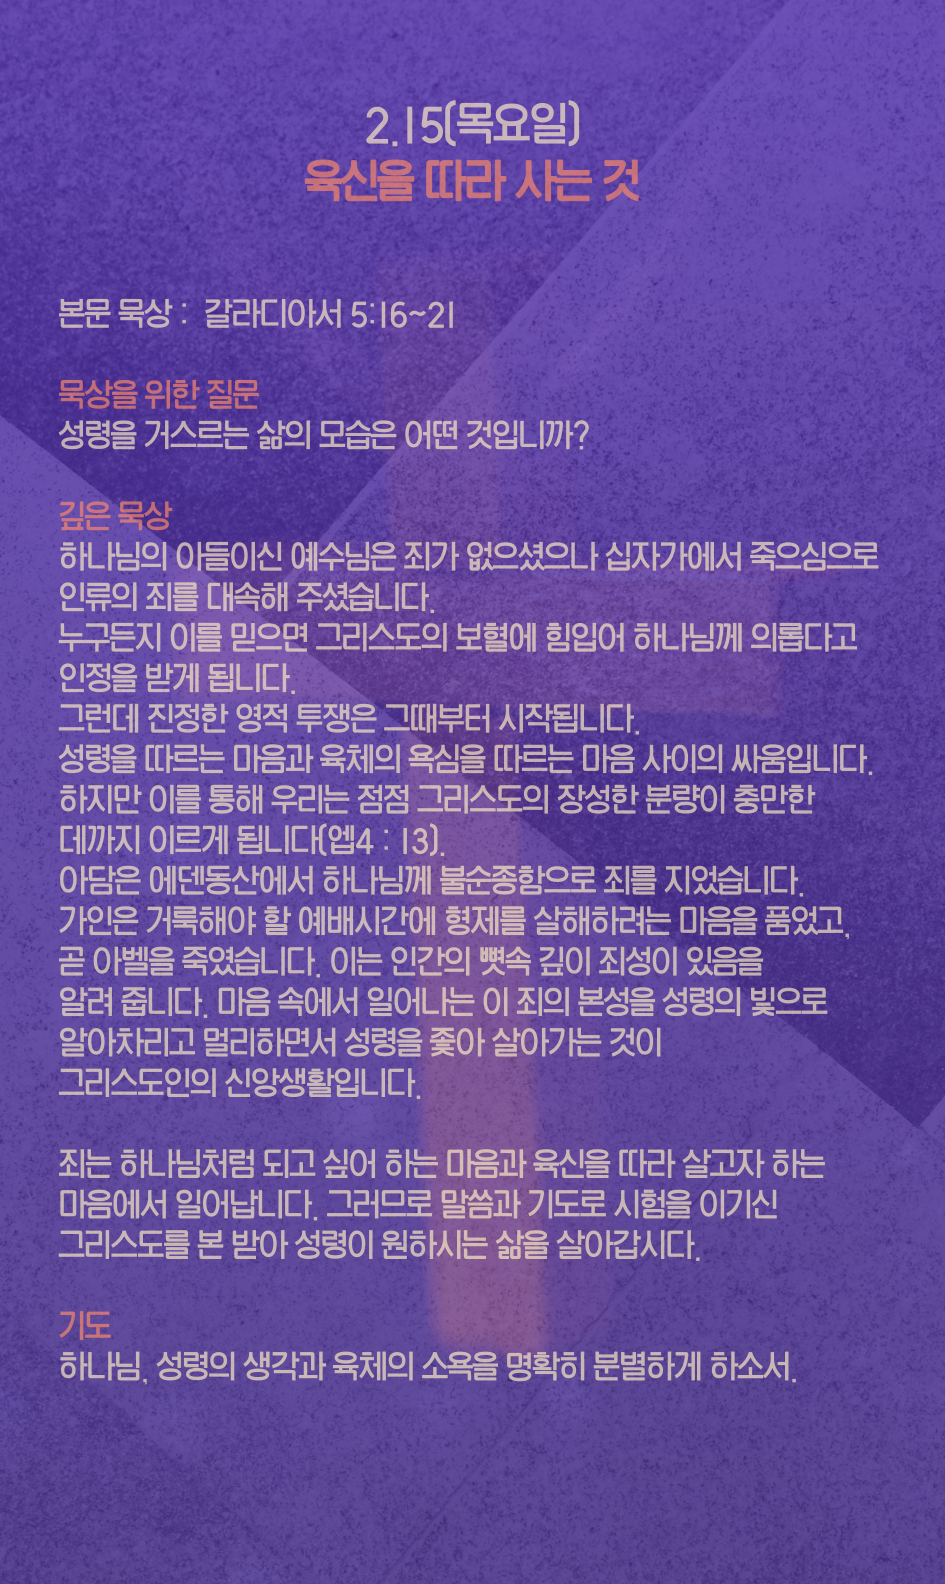 2.15(목요일)
육신을 따라 사는 것
본문 묵상 : 갈라디아서 5:16~21
묵상을 위한 질문
성령을 거스르는 삶의 모습은 어떤 것입니까?
깊은 묵상
하나님의 아들이신 예수님은 죄가 없으셨으나 십자가에서 죽으심으로
인류의 죄를 대속해 주셨습니다.
누구든지 이를 믿으면 그리스도의 보혈에 힘입어 하나님께 의롭다고
인정을 받게 됩니다.
그런데 진정한 영적 투쟁은 그때부터 시작됩니다.
성령을 따르는 마음과 육체의 욕심을 따르는 마음 사이의 싸움입니다.
하지만 이를 통해 우리는 점점 그리스도의 장성한 분량이 충만한
데까지 이르게 됩니다(엡4 : 13).
아담은 에덴동산에서 하나님께 불순종함으로 죄를 지었습니다.
가인은 거룩해야 할 예배시간에 형제를 살해하려는 마음을 품었고,
곧 아벨을 죽였습니다. 이는 인간의 뼛속 깊이 죄성이 있음을
알려 줍니다. 마음 속에서 일어나는 이 죄의 본성을 성령의 빛으로
알아차리고 멀리하면서 성령을 좇아 살아가는 것이
그리스도인의 신앙생활입니다.
죄는 하나님처럼 되고 싶어 하는 마음과 육신을 따라 살고자 하는
마음에서 일어납니다. 그러므로 말씀과 기도로 시험을 이기신
그리스도를 본 받아 성령이 원하시는 삶을 살아갑시다.
기도
하나님, 성령의 생각과 육체의 소욕을 명확히 분별하게 하소서.